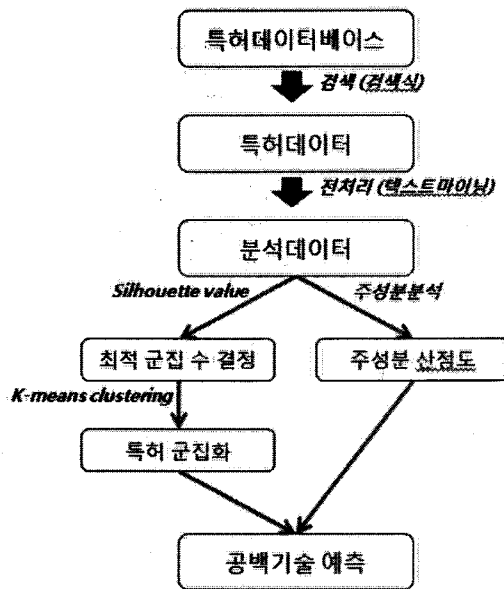 특허데이터베이스
검색 (검색식)
특허데이터
전처리 (텍스트마이닝)
분석데이터
Silhouette value
주성분분석
최적 군집 수 결정
주성분 산점도
K-means clustering
특허 군집화
공백기술 예측